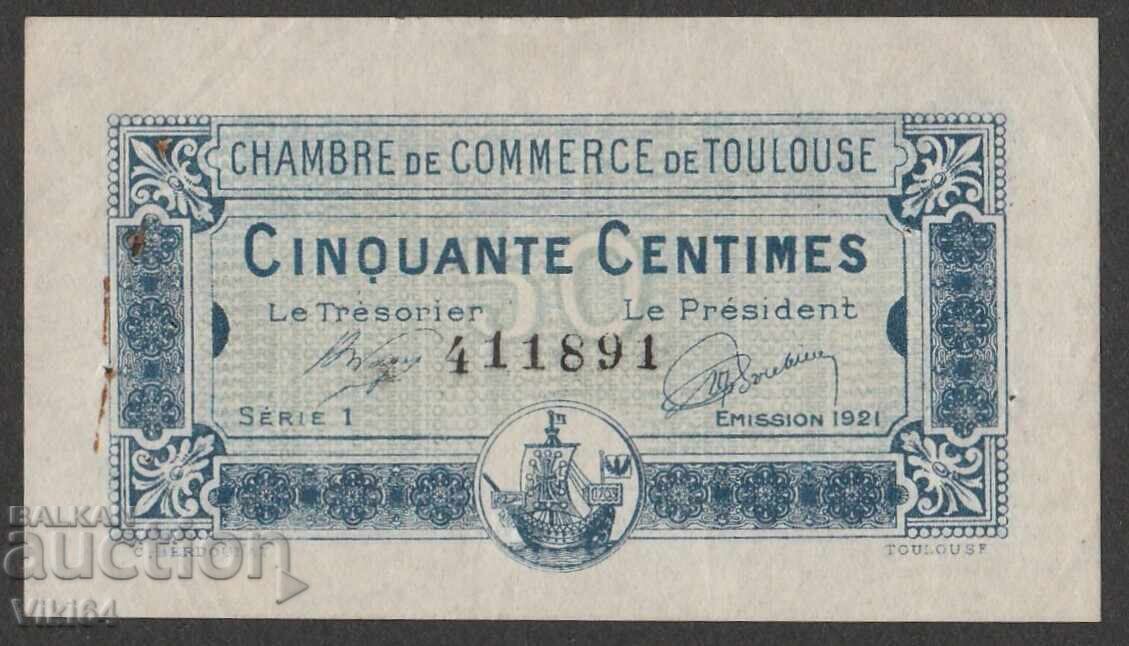 CHAMBRE DE COMMERCE DE TOULOUSE
50
CINQUANTE CENTIMES
Le Trésorier Le Président
411891
SÉRIE 1 EMISSION 1921
TOULOUSE
BALKAN
auction
Viki64